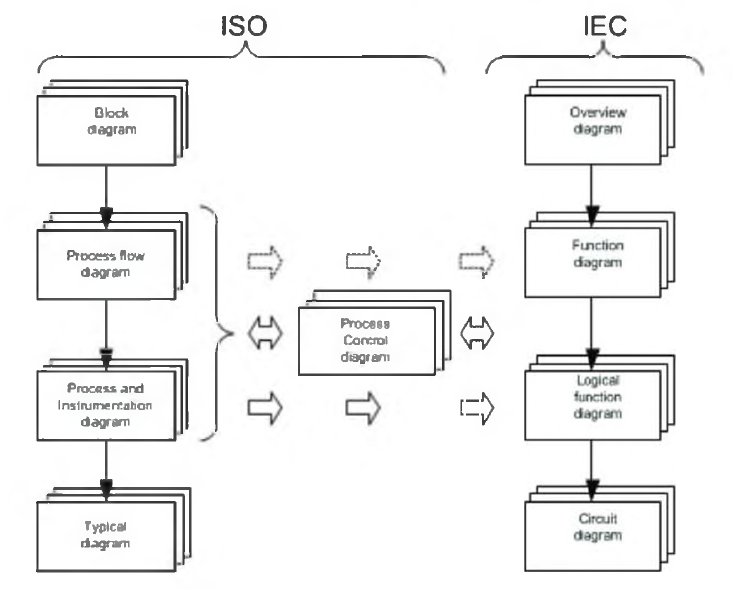 ISO
IEC
Block
diagram
Overview
diagram
Process flow
diagram
Function
diagram
Process
Control
diagram
Process and
Instrumentation
diagram
Logical
function
diagram
Typical
diagram
Circuit
diagram